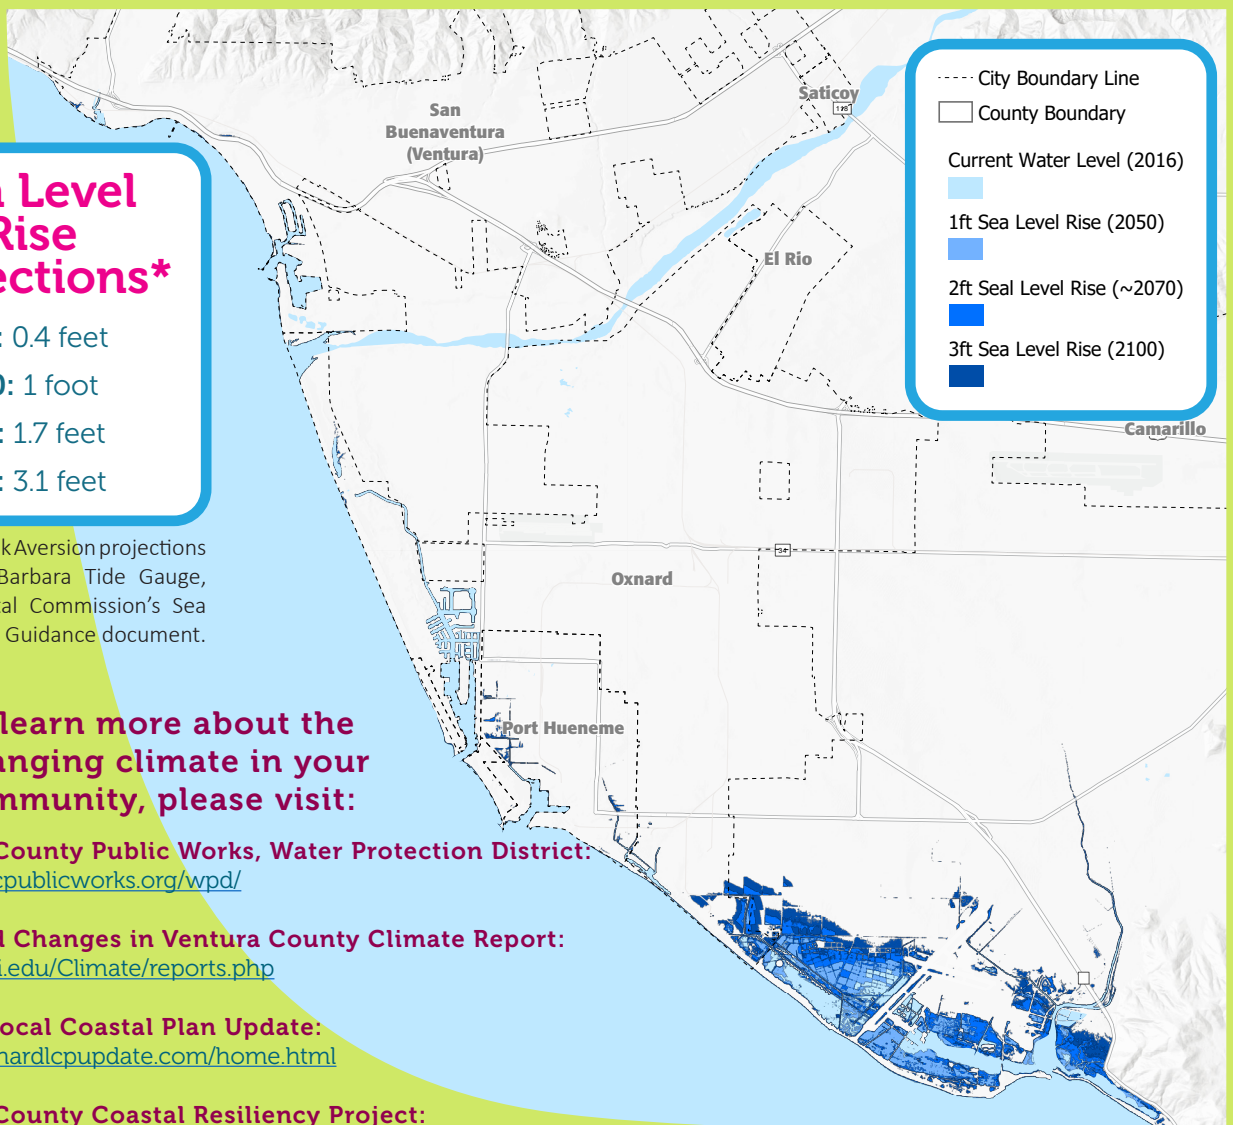 San
Buenaventura
(Ventura)
Saticoy
118
El Rio
Camarillo
34
Oxnard
Port Hueneme
City Boundary Line
County Boundary
Current Water Level (2016)
1ft Sea Level Rise (2050)
2ft Seal Level Rise (~2070)
3ft Sea Level Rise (2100)
Level
Rise
ections*
: 0.4 feet
0: 1 foot
: 1.7 feet
: 3.1 feet
k Aversion projections
Barbara Tide Gauge,
tal Commission's Sea
Guidance document.
learn more about the
anging climate in your
mmunity, please visit:
County Public Works, Water Protection District:
cpublicworks.org/wpd/
d Changes in Ventura County Climate Report:
i.edu/Climate/reports.php
ocal Coastal Plan Update:
nardlcpupdate.com/home.html
County Coastal Resiliency Project: